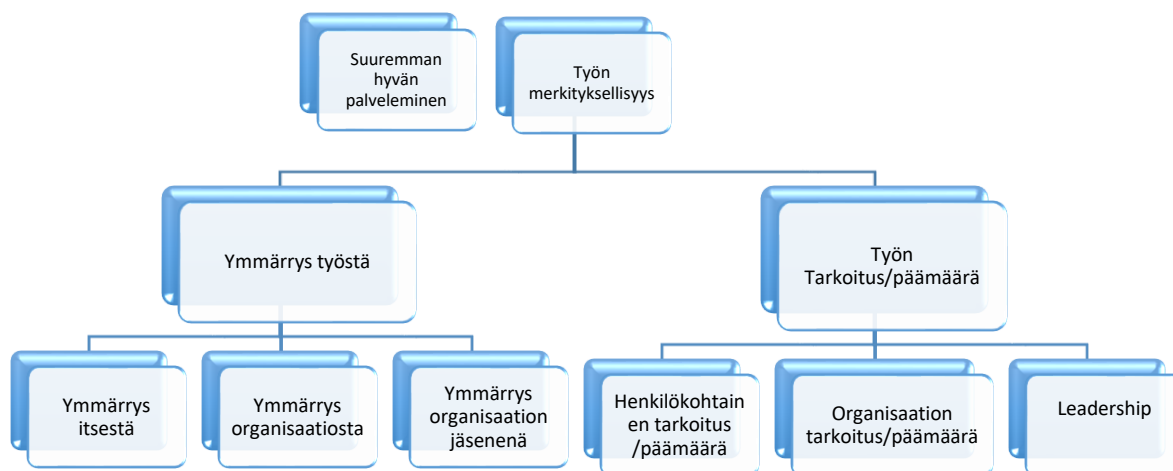 Suuremman
hyvän
palveleminen
Työn
merkityksellisyys
Ymmärrys työstä
Työn
Tarkoitus/päämäärä
Ymmärrys
itsestä
Ymmärrys
organisaatiosta
Ymmärrys
organisaation
jäsenenä
Henkilökohtain
en tarkoitus
/päämäärä
Organisaation
tarkoitus/päämäärä
Leadership